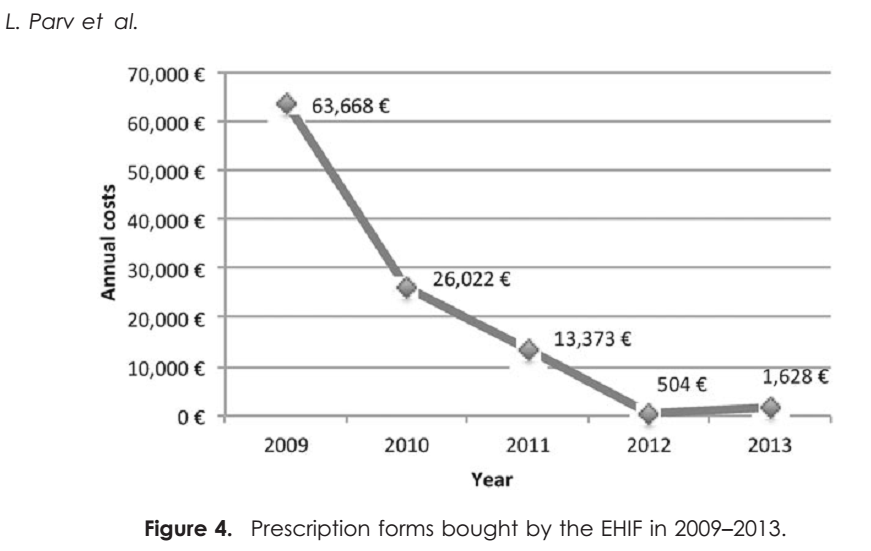 L. Parv et al.
70,000 €
63,668 €
60,000 €
50,000 €
40,000 €
30,000 €
26,022 €
20,000 €
13,373 €
10,000 €
504 €
1,628 €
0 €
Annual costs
2009 2010 2011 2012 2013
Year
Figure 4. Prescription forms bought by the EHIF in 2009–2013.